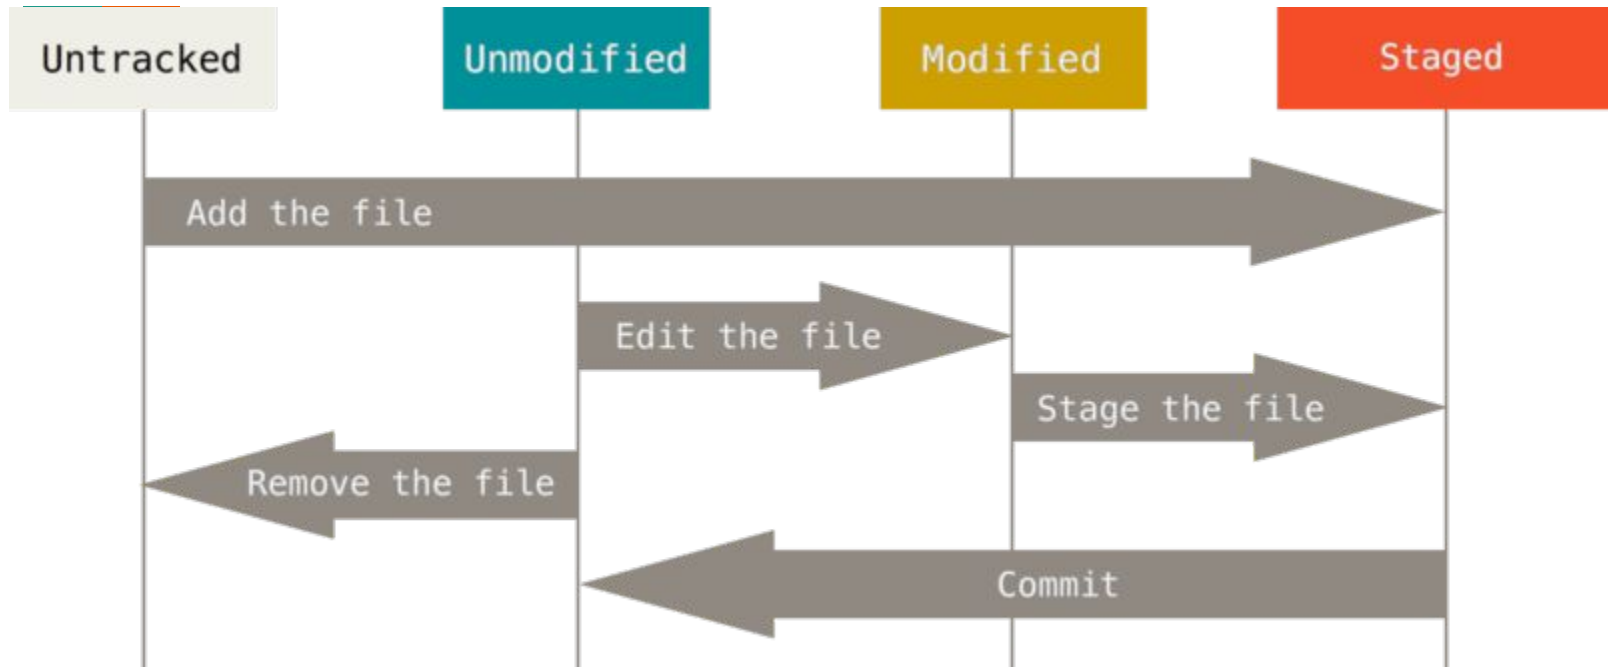 Untracked
Unmodified
Modified
Staged
Add the file
Edit the file
Stage the file
Remove the file
Commit